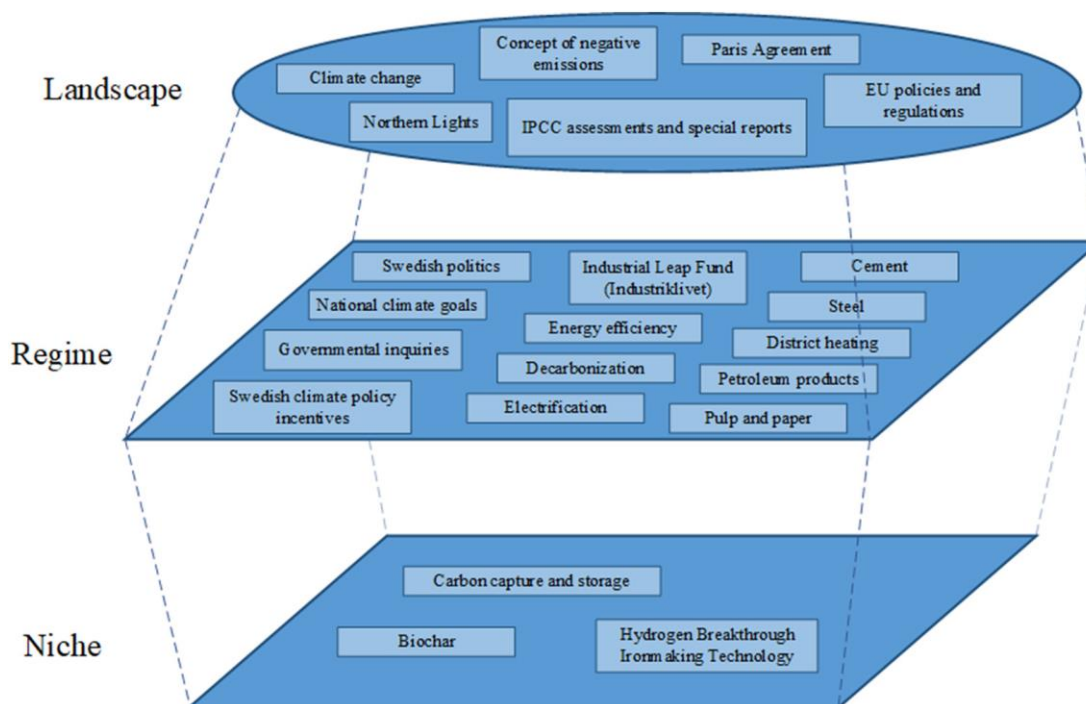 Landscape
Climate change
Concept of negative
emissions
Paris Agreement
Northern Lights
IPCC assessments and special reports
EU policies and
regulations
Regime
Swedish politics
National climate goals
Governmental inquiries
Swedish climate policy
incentives
Industrial Leap Fund
(Industriklivet)
Energy efficiency
Decarbonization
Electrification
Cement
Steel
District heating
Petroleum products
Pulp and paper
Niche
Carbon capture and storage
Biochar
Hydrogen Breakthrough
Ironmaking Technology